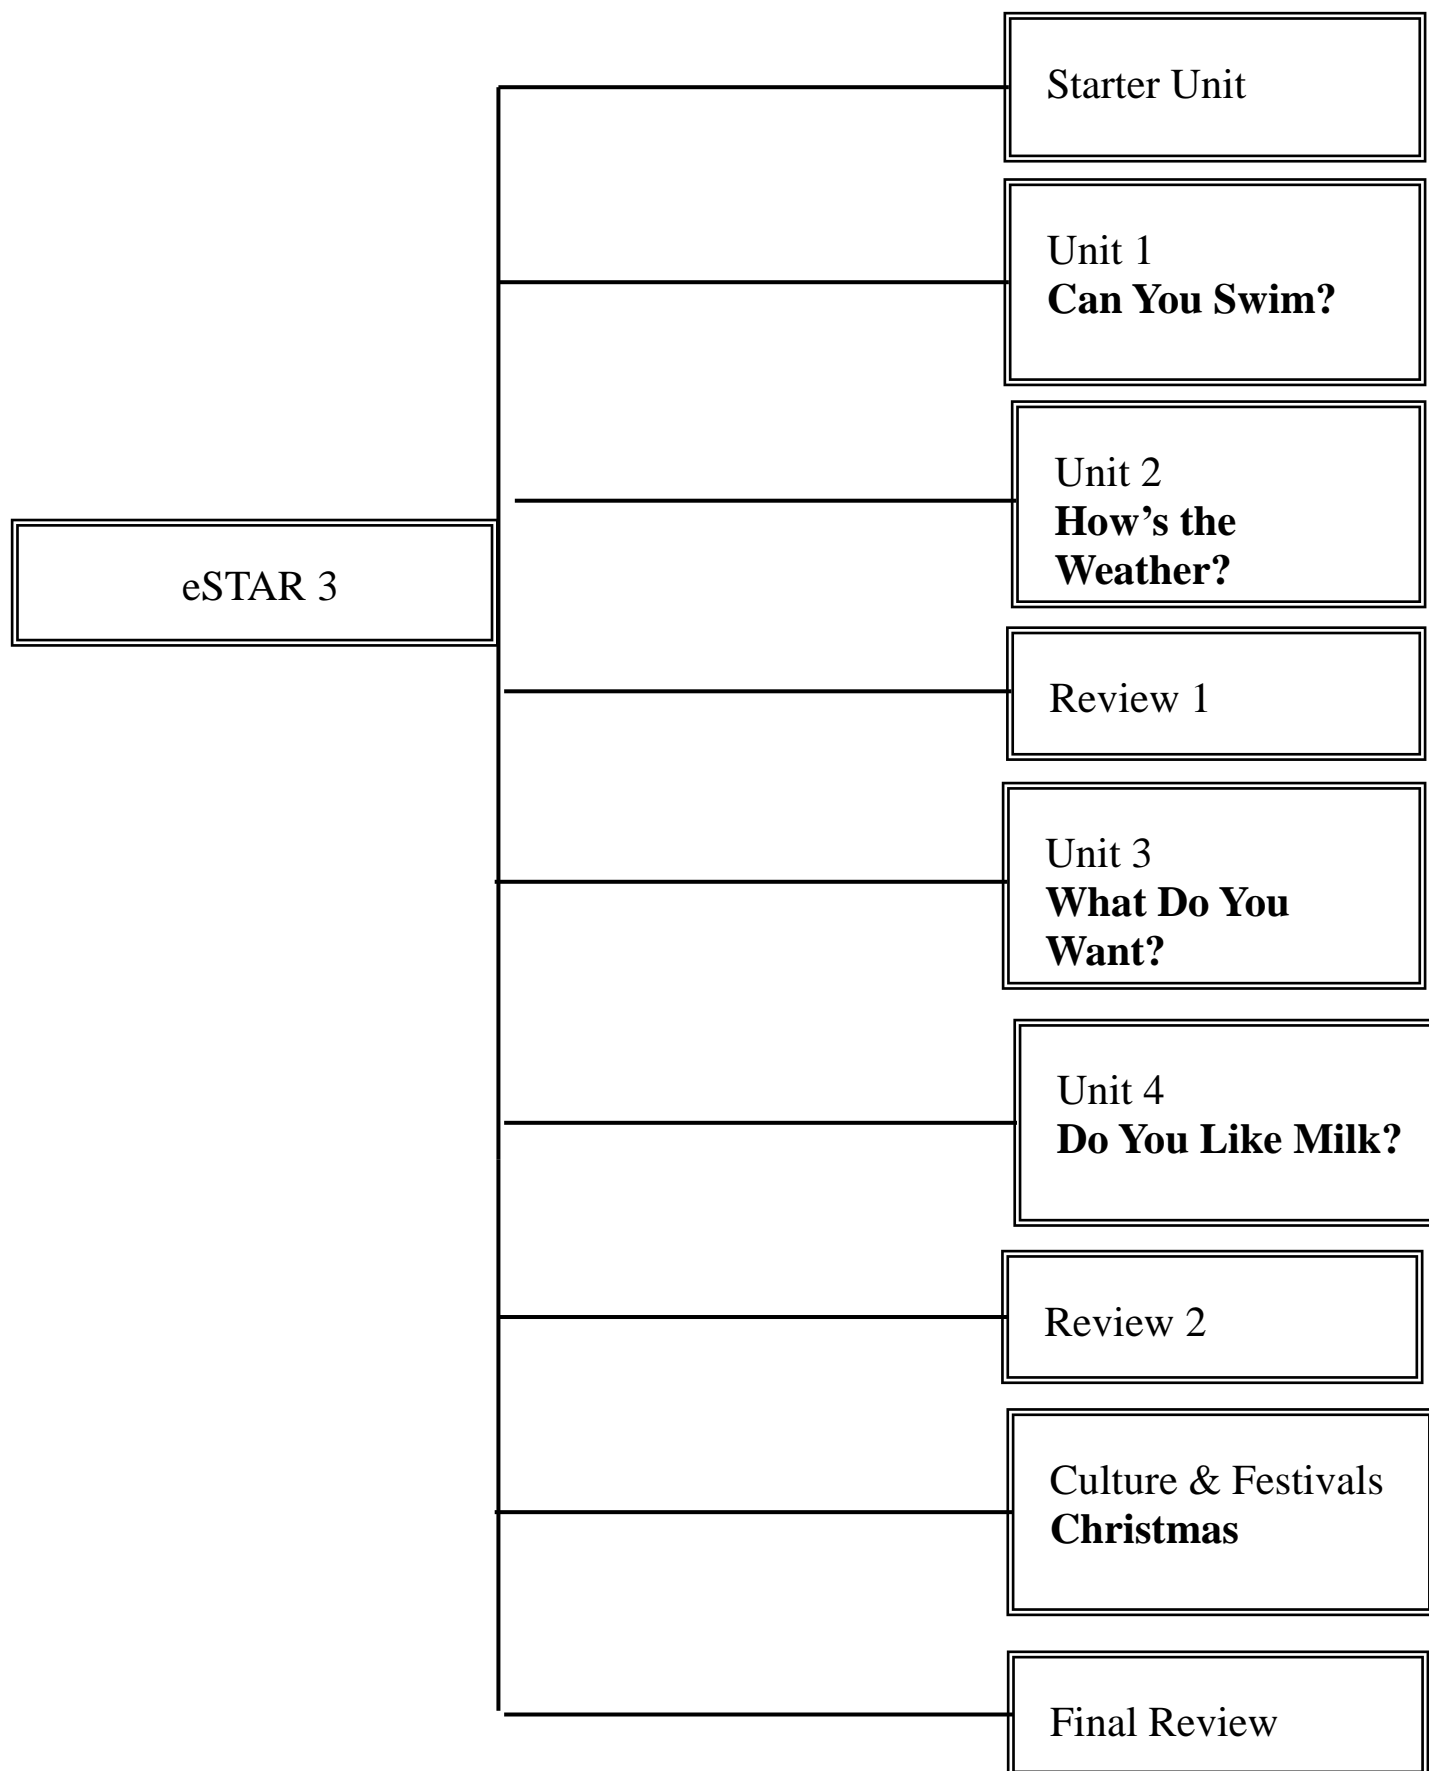 eSTAR 3
Starter Unit
Unit 1
Can You Swim?
Unit 2
How’s the
Weather?
Review 1
Unit 3
What Do You
Want?
Unit 4
Do You Like Milk?
Review 2
Culture & Festivals
Christmas
Final Review